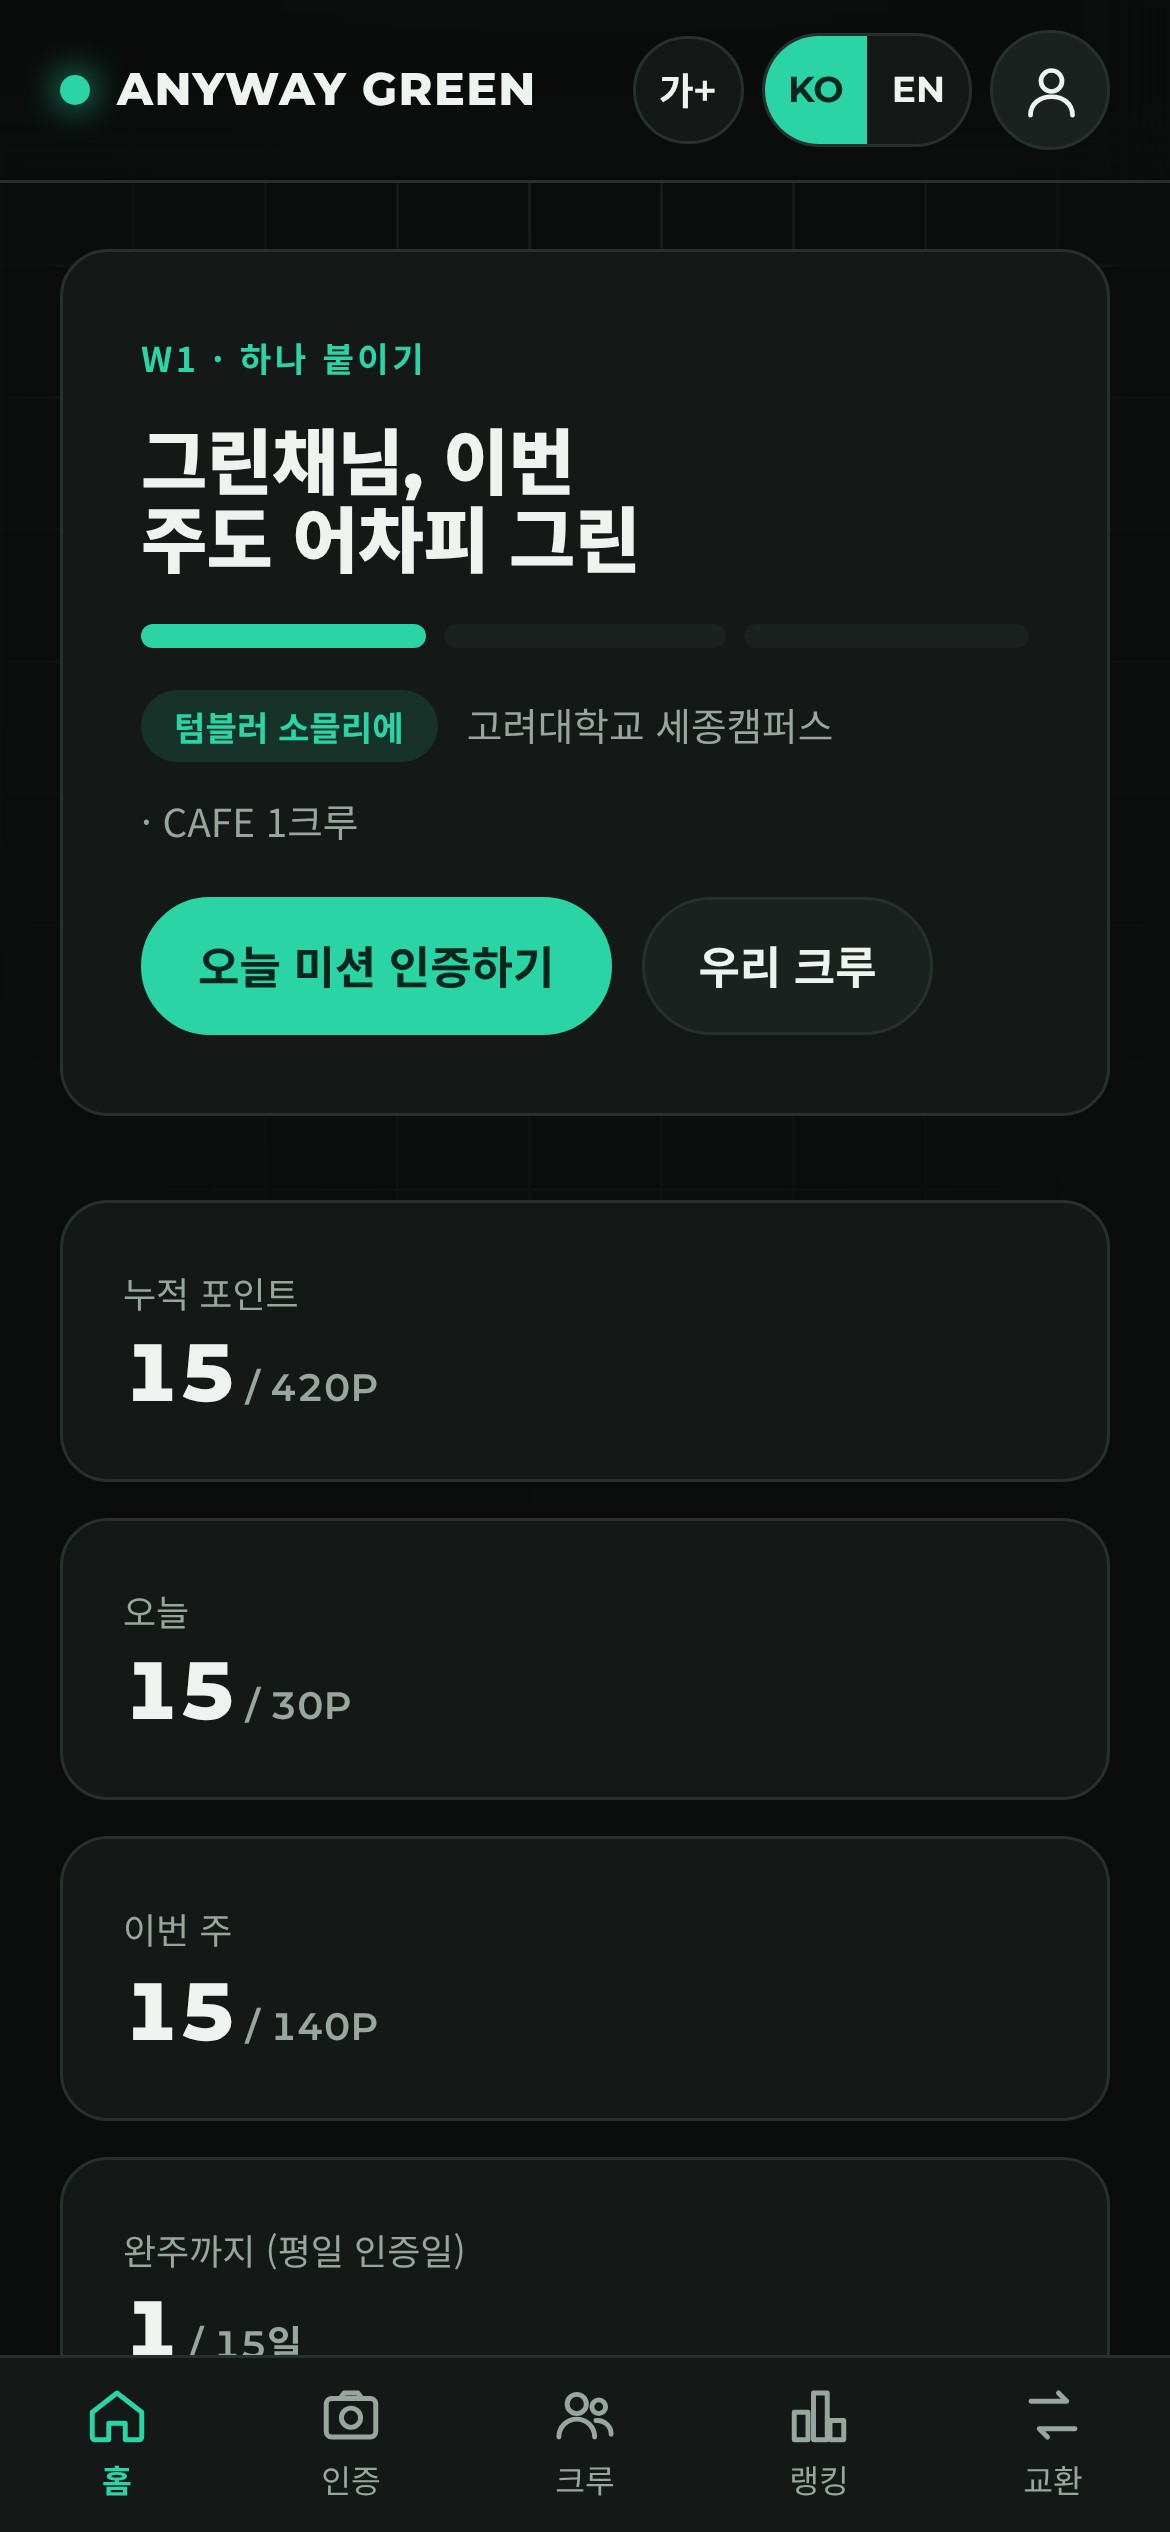 ANYWAY GREEN 가+ KO EN
W1 · 하나 붙이기
그린채님, 이번
주도 어차피 그린
텀블러 소믈리에 고려대학교 세종캠퍼스
· CAFE 1크루
오늘 미션 인증하기 우리 크루
누적 포인트
15 / 420P
오늘
15 / 30P
이번 주
15 / 140P
완주까지 (평일 인증일)
1 / 15일
홈 인증 크루 랭킹 교환